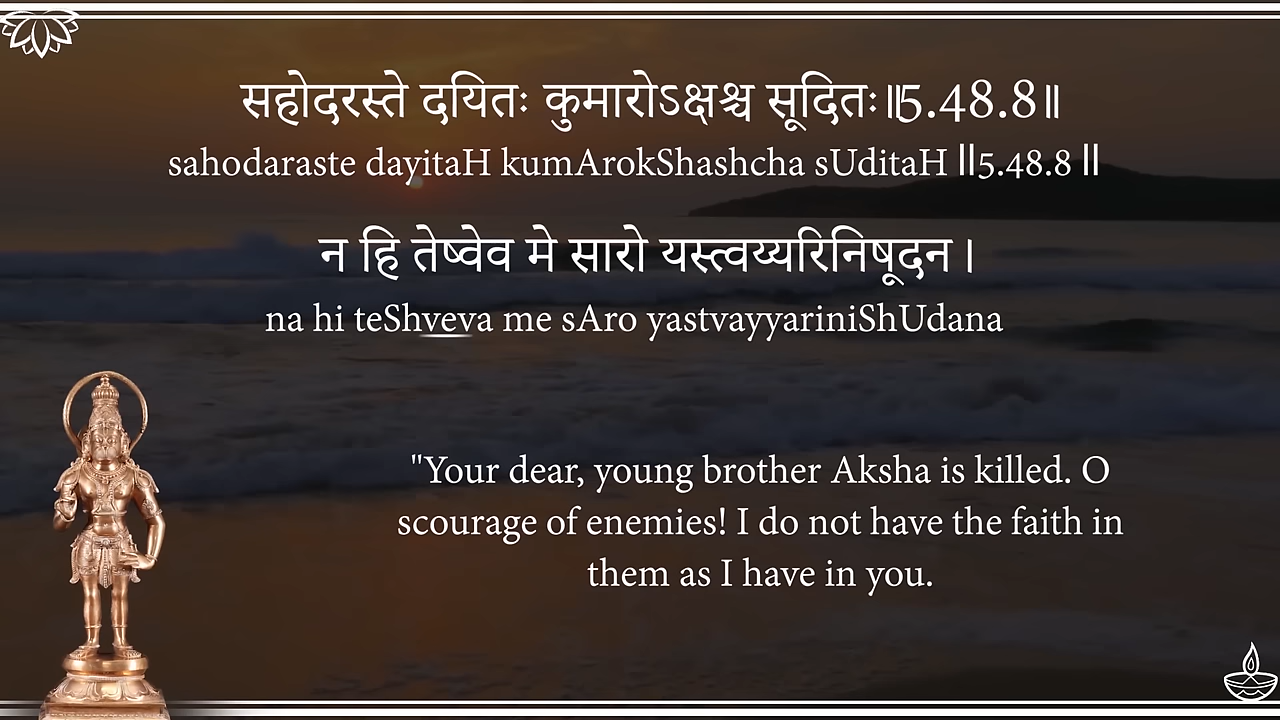 सहोदरस्ते दयितः कुमारोऽक्षश्च सूदितः॥5.48.8॥
sahodaraste dayitaH kumArokShashcha sUditaH ||5.48.8 ||
न हि तेष्वेव मे सारो यस्त्वय्यरिनिषूदन।
na hi teShveva me sAro yastvayyariniShUdana
"Your dear, young brother Aksha is killed. O
scourage of enemies! I do not have the faith in
them as I have in you.